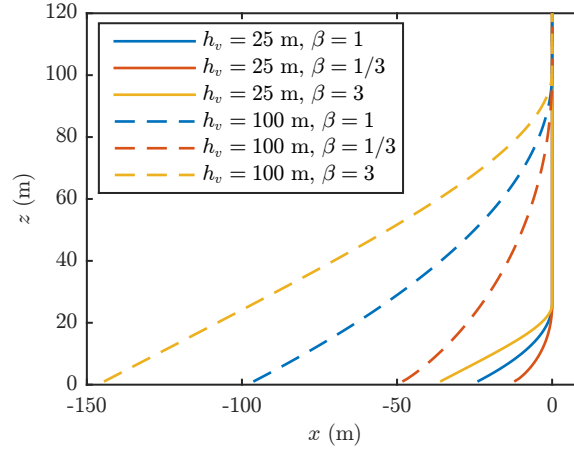 120
100
80
60
40
20
0
z (m)
h_v = 25 m, β = 1
h_v = 25 m, β = 1/3
h_v = 25 m, β = 3
h_v = 100 m, β = 1
h_v = 100 m, β = 1/3
h_v = 100 m, β = 3
-150 -100 -50 0
x (m)